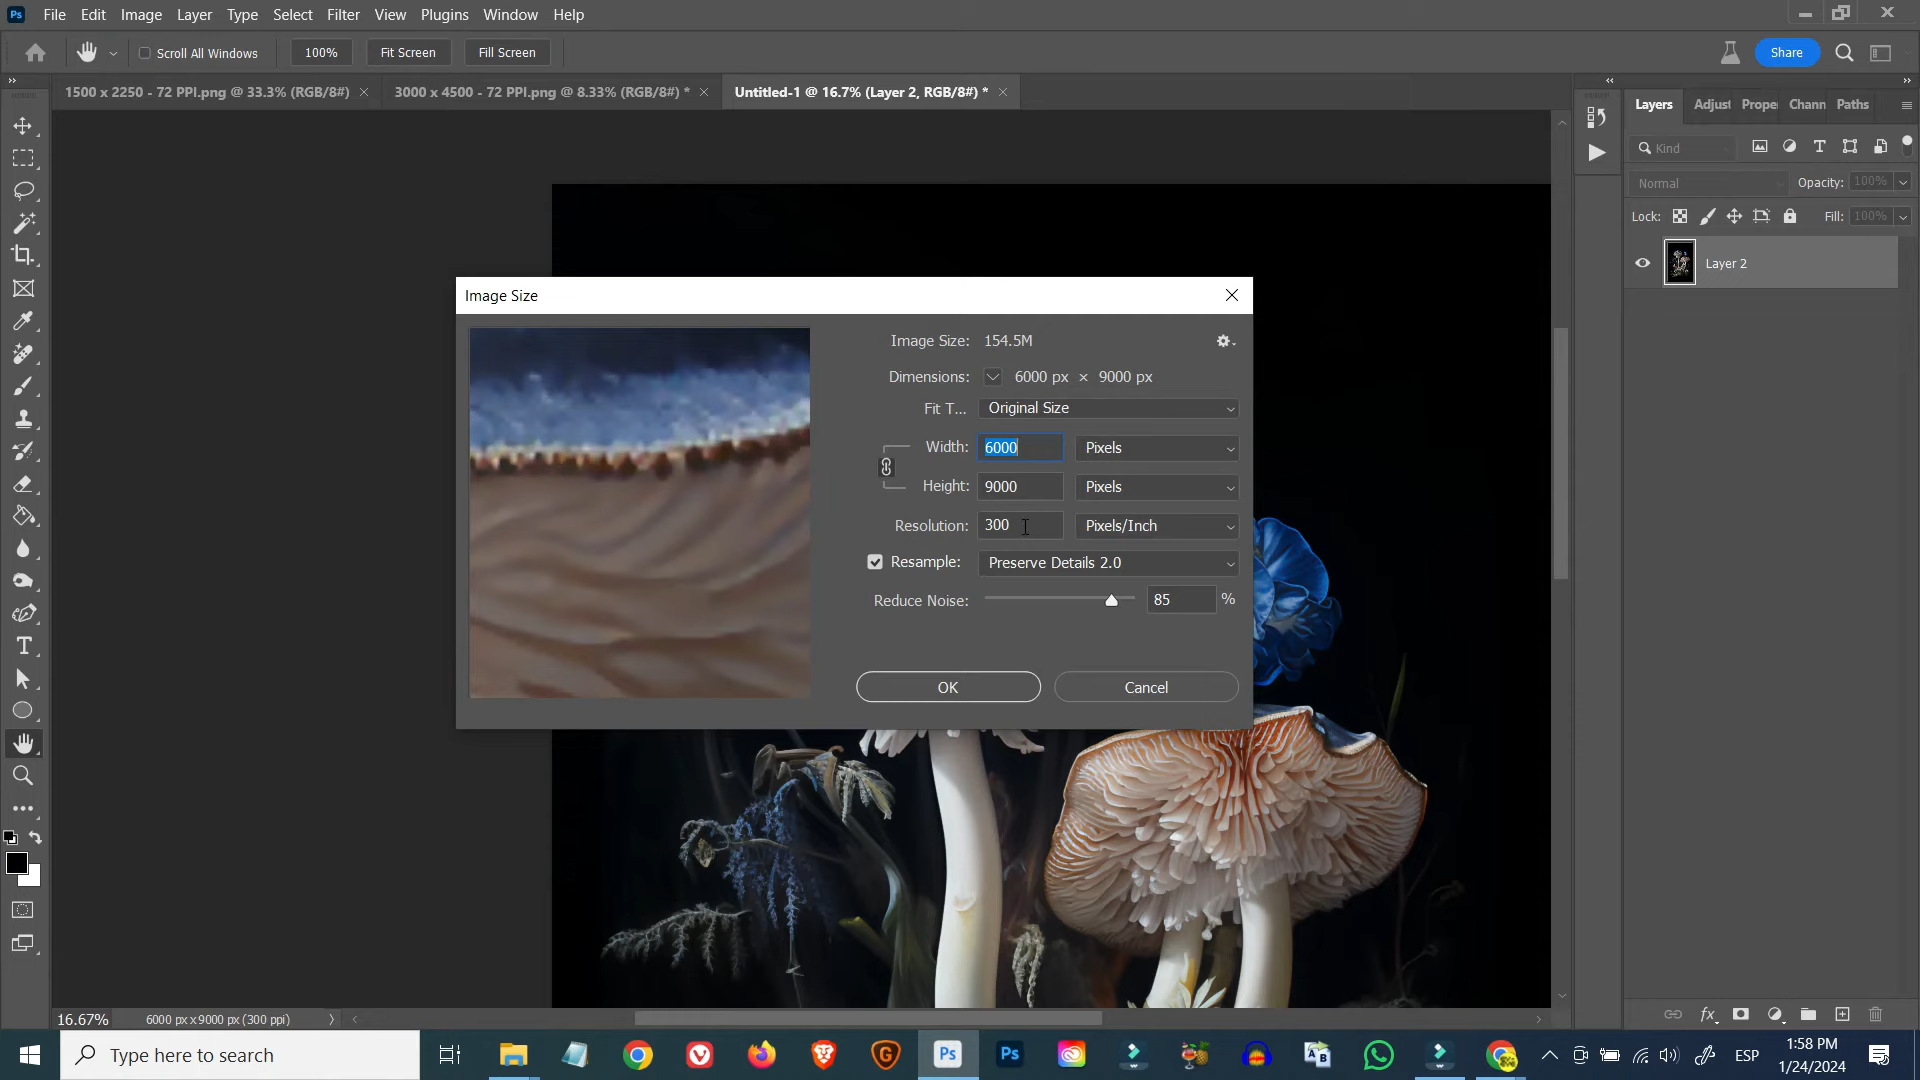 Ps File Edit Image Layer Type Select Filter View Plugins Window Help
Scroll All Windows 100% Fit Screen Fill Screen Share
1500 x 2250 - 72 PPI.png @ 33.3% (RGB/8#) 3000 x 4500 - 72 PPI.png @ 8.33% (RGB/8#) * Untitled-1 @ 16.7% (Layer 2, RGB/8#) *
Layers Adjust Proper Chann Paths
Kind
Normal Opacity: 100%
Lock: Fill: 100%
Layer 2
Image Size
Image Size: 154.5M
Dimensions: 6000 px × 9000 px
Fit T... Original Size
Width: 6000 Pixels
Height: 9000 Pixels
Resolution: 300 Pixels/Inch
Resample: Preserve Details 2.0
Reduce Noise: 85 %
OK Cancel
16.67% 6000 px x 9000 px (300 ppi)
fx
Type here to search Ps Ps ESP 1:58 PM
1/24/2024